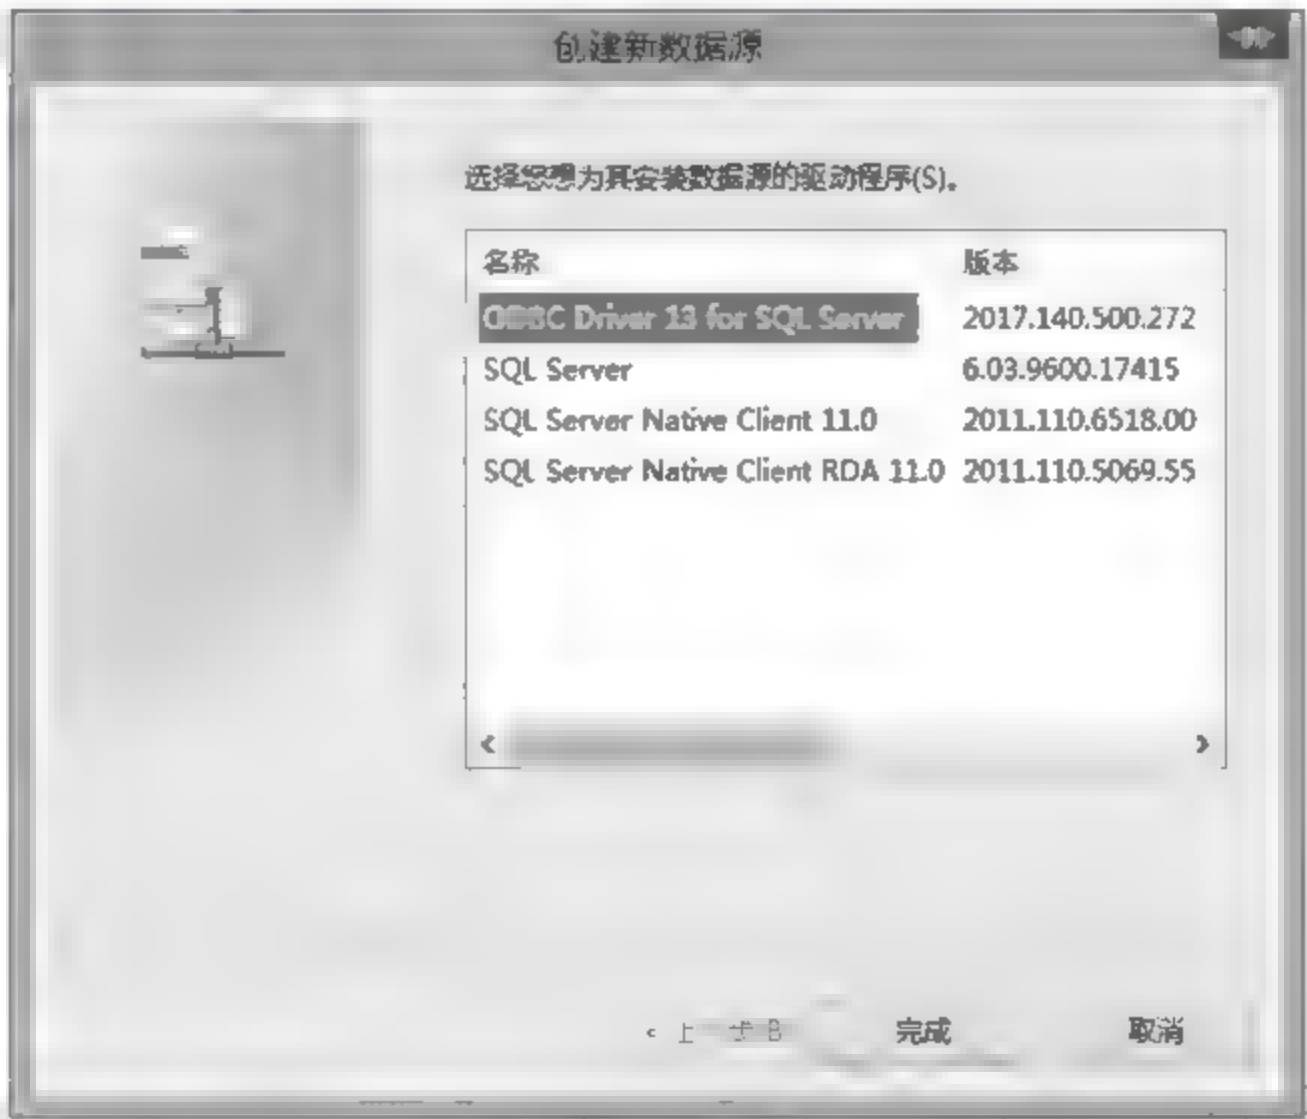 创建新数据源
选择您想为其安装数据源的驱动程序(S)。
名称 版本
ODBC Driver 13 for SQL Server 2017.140.500.272
SQL Server 6.03.9600.17415
SQL Server Native Client 11.0 2011.110.6518.00
SQL Server Native Client RDA 11.0 2011.110.5069.55
< 上一步 B 完成 取消